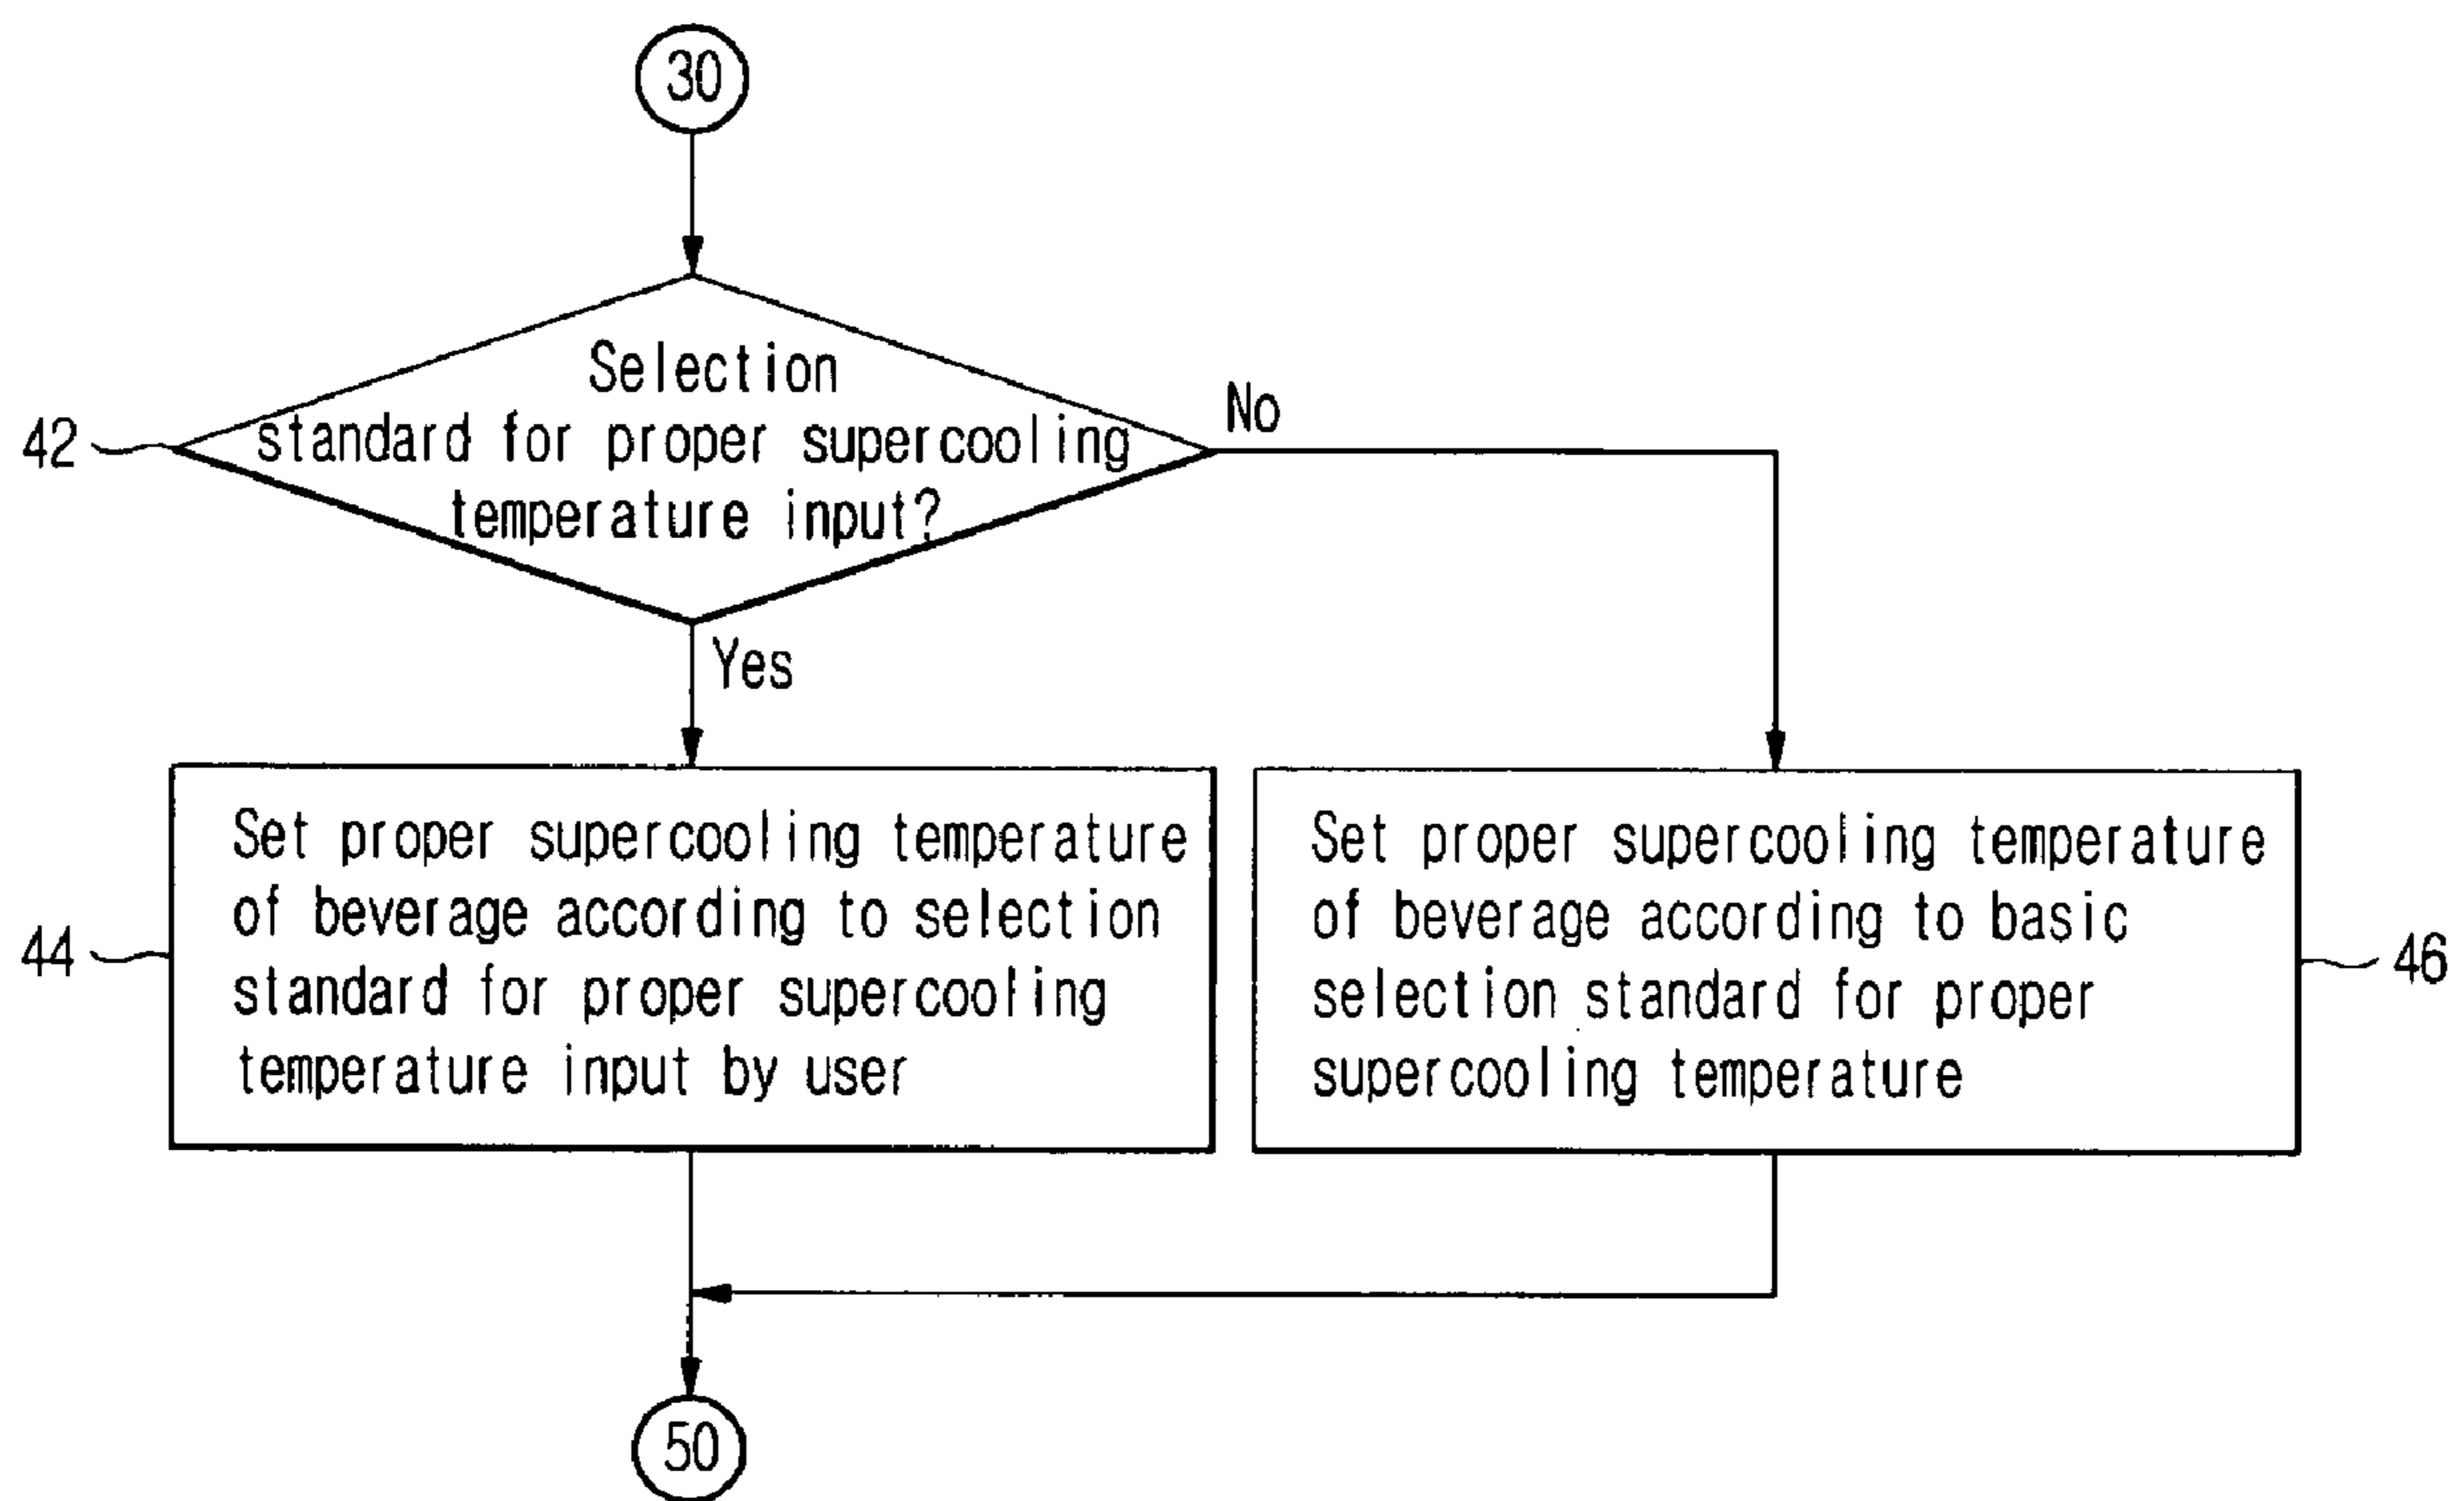 30
Selection
standard for proper supercooling
temperature input?
42
No
Yes
Set proper supercooling temperature
of beverage according to selection
standard for proper supercooling
temperature input by user
44
Set proper supercooling temperature
of beverage according to basic
selection standard for proper
supercooling temperature
46
50